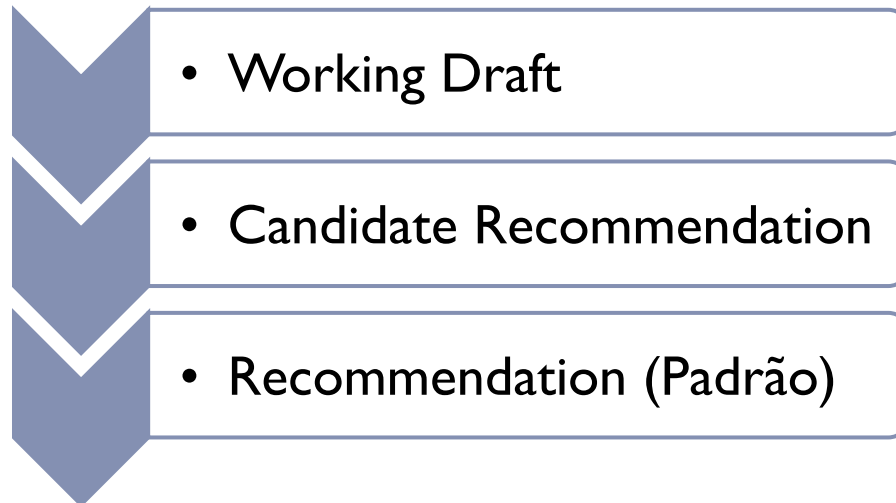 • Working Draft
• Candidate Recommendation
• Recommendation (Padrão)